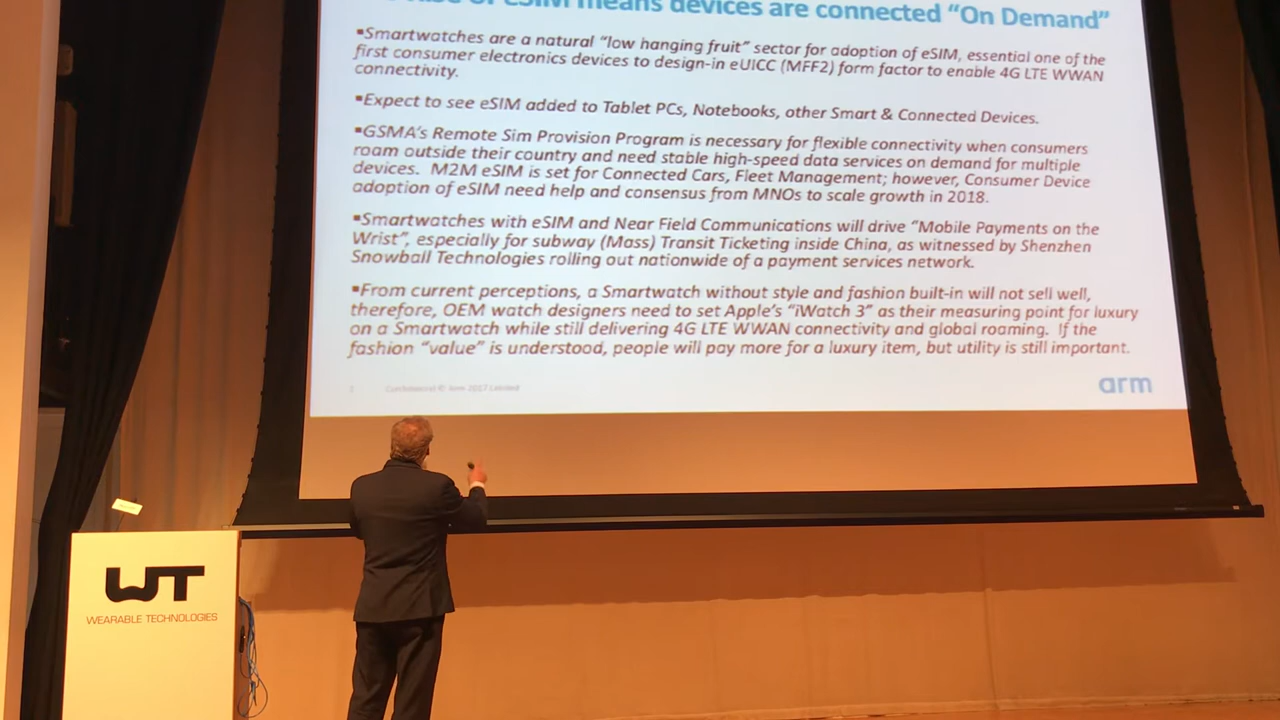 eSIM means devices are connected “On Demand”
▪Smartwatches are a natural “low hanging fruit” sector for adoption of eSIM, essential one of the
first consumer electronics devices to design-in eUICC (MFF2) form factor to enable 4G LTE WWAN
connectivity.
▪Expect to see eSIM added to Tablet PCs, Notebooks, other Smart & Connected Devices.
▪GSMA’s Remote Sim Provision Program is necessary for flexible connectivity when consumers
roam outside their country and need stable high-speed data services on demand for multiple
devices. M2M eSIM is set for Connected Cars, Fleet Management; however, Consumer Device
adoption of eSIM need help and consensus from MNOs to scale growth in 2018.
▪Smartwatches with eSIM and Near Field Communications will drive “Mobile Payments on the
Wrist”, especially for subway (Mass) Transit Ticketing inside China, as witnessed by Shenzhen
Snowball Technologies rolling out nationwide of a payment services network.
▪From current perceptions, a Smartwatch without style and fashion built-in will not sell well,
therefore, OEM watch designers need to set Apple’s “iWatch 3” as their measuring point for luxury
on a Smartwatch while still delivering 4G LTE WWAN connectivity and global roaming. If the
fashion “value” is understood, people will pay more for a luxury item, but utility is still important.
© Arm 2017 Limited
arm
WT
WEARABLE TECHNOLOGIES